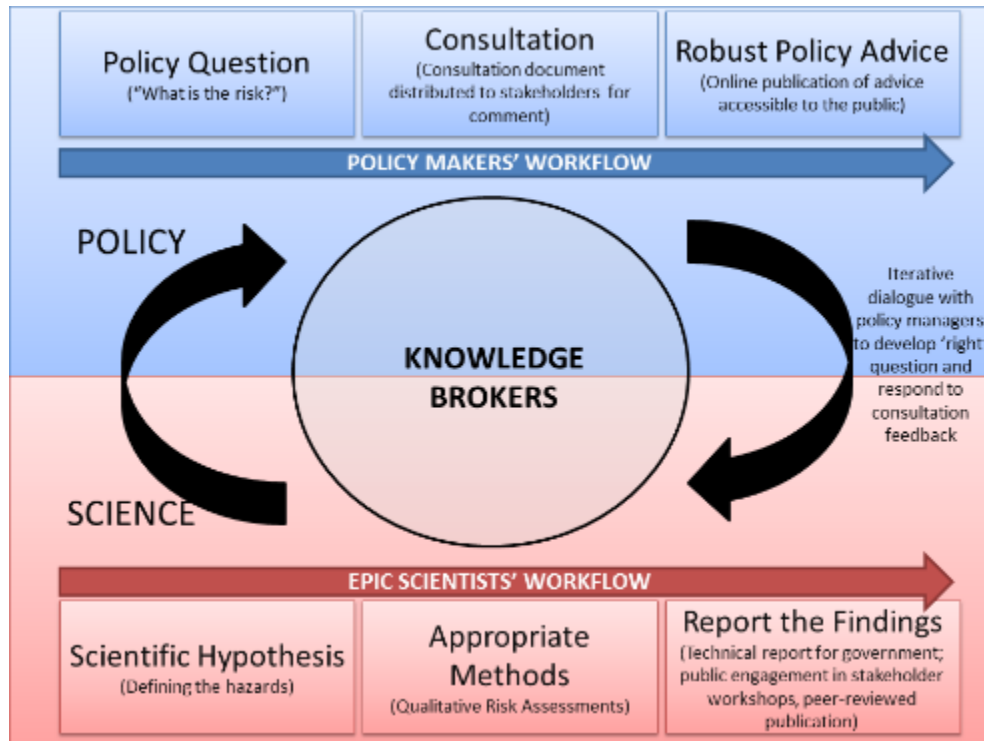 Policy Question
("What is the risk?")
Consultation
(Consultation document
distributed to stakeholders for
comment)
Robust Policy Advice
(Online publication of advice
accessible to the public)
POLICY MAKERS' WORKFLOW
POLICY
KNOWLEDGE
BROKERS
Iterative
dialogue with
policy managers
to develop 'right'
question and
respond to
consultation
feedback
SCIENCE
EPIC SCIENTISTS' WORKFLOW
Scientific Hypothesis
(Defining the hazards)
Appropriate
Methods
(Qualitative Risk Assessments)
Report the Findings
(Technical report for government;
public engagement in stakeholder
workshops, peer-reviewed
publication)